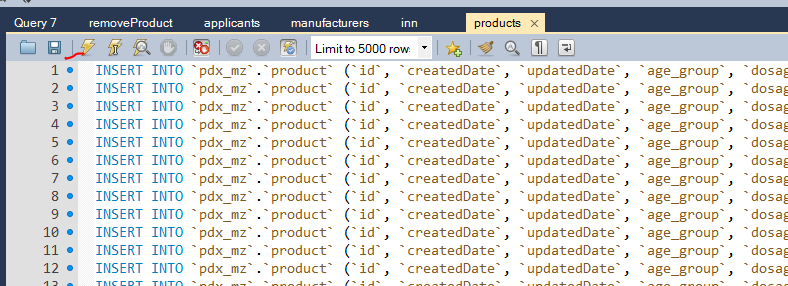 Query 7 removeProduct applicants manufacturers inn products
Limit to 5000 rows
1 INSERT INTO `pdx_mz`.`product` (`id`, `createdDate`, `updatedDate`, `age_group`, `dosag
2 INSERT INTO `pdx_mz`.`product` (`id`, `createdDate`, `updatedDate`, `age_group`, `dosag
3 INSERT INTO `pdx_mz`.`product` (`id`, `createdDate`, `updatedDate`, `age_group`, `dosag
4 INSERT INTO `pdx_mz`.`product` (`id`, `createdDate`, `updatedDate`, `age_group`, `dosag
5 INSERT INTO `pdx_mz`.`product` (`id`, `createdDate`, `updatedDate`, `age_group`, `dosag
6 INSERT INTO `pdx_mz`.`product` (`id`, `createdDate`, `updatedDate`, `age_group`, `dosag
7 INSERT INTO `pdx_mz`.`product` (`id`, `createdDate`, `updatedDate`, `age_group`, `dosag
8 INSERT INTO `pdx_mz`.`product` (`id`, `createdDate`, `updatedDate`, `age_group`, `dosag
9 INSERT INTO `pdx_mz`.`product` (`id`, `createdDate`, `updatedDate`, `age_group`, `dosag
10 INSERT INTO `pdx_mz`.`product` (`id`, `createdDate`, `updatedDate`, `age_group`, `dosag
11 INSERT INTO `pdx_mz`.`product` (`id`, `createdDate`, `updatedDate`, `age_group`, `dosag
12 INSERT INTO `pdx_mz`.`product` (`id`, `createdDate`, `updatedDate`, `age_group`, `dosag